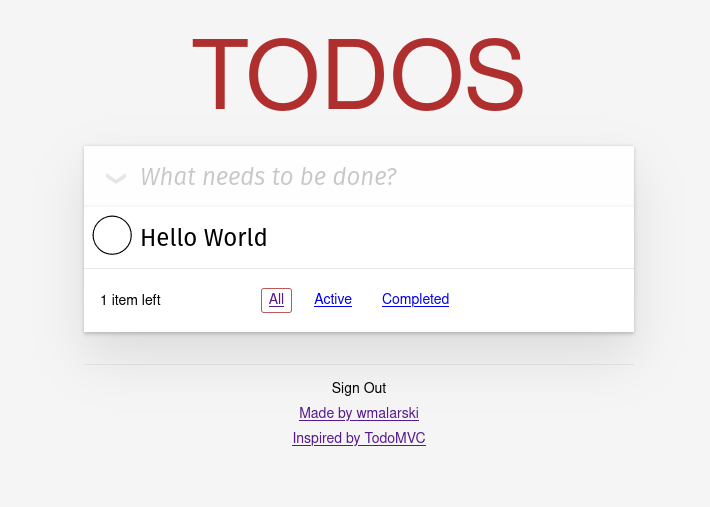 TODOS
What needs to be done?
Hello World
1 item left All Active Completed
Sign Out
Made by wmalarski
Inspired by TodoMVC